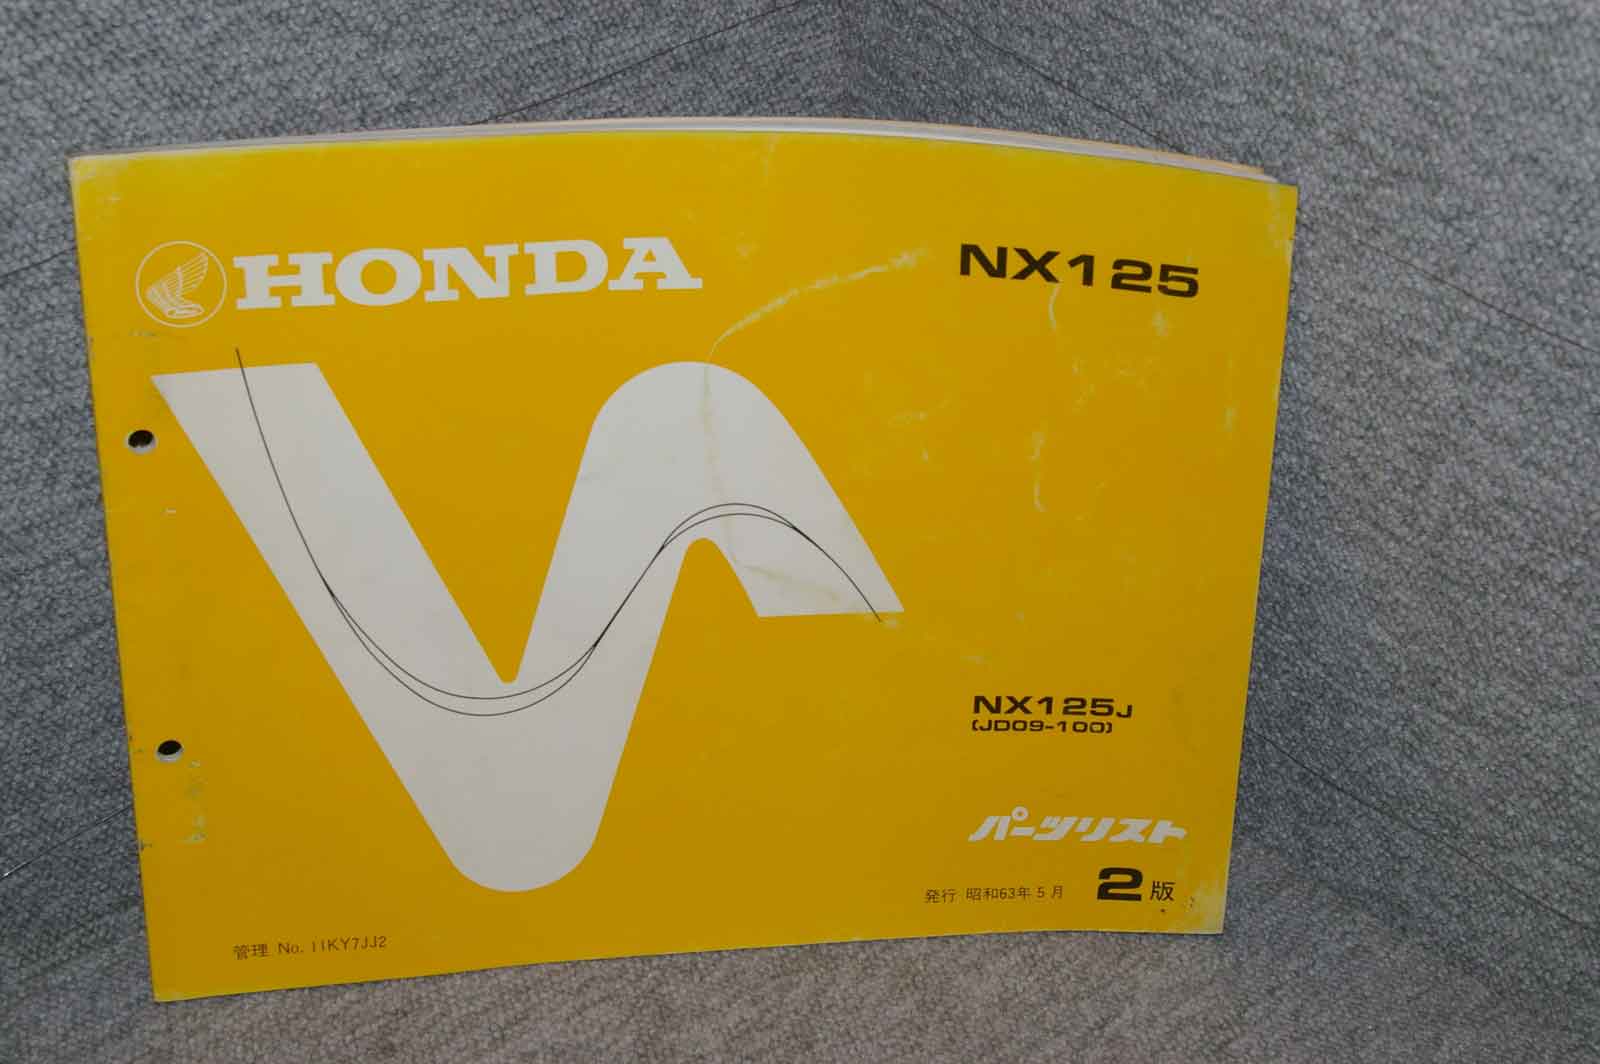 HONDA
NX125
NX125J
(JD09-100)
パーツリスト
発行 昭和63年5月 2版
管理 No. 11KY7JJ2